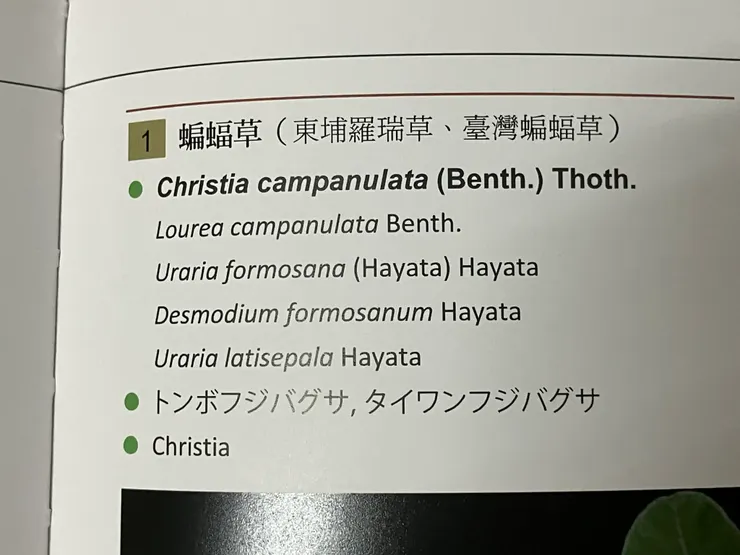 1 蝙蝠草（東埔羅瑞草、臺灣蝙蝠草）
Christia campanulata (Benth.) Thoth.
Lourea campanulata Benth.
Uraria formosana (Hayata) Hayata
Desmodium formosanum Hayata
Uraria latisepala Hayata
トンボフジバグサ, タイワンフジバグサ
Christia